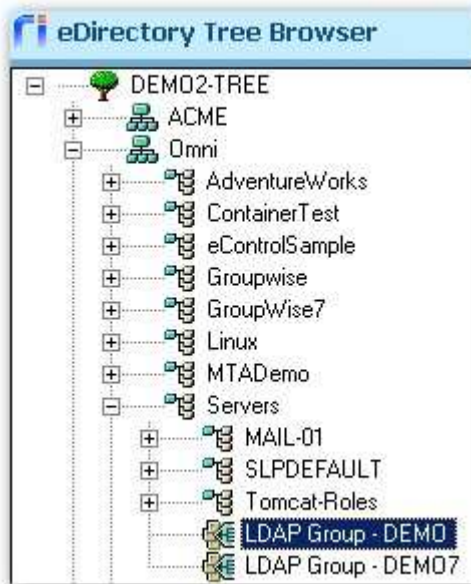 eDirectory Tree Browser
DEMO2-TREE
ACME
Omni
AdventureWorks
ContainerTest
eControlSample
Groupwise
GroupWise7
Linux
MTADemo
Servers
MAIL-01
SLPDEFAULT
Tomcat-Roles
LDAP Group - DEMO
LDAP Group - DEMO7